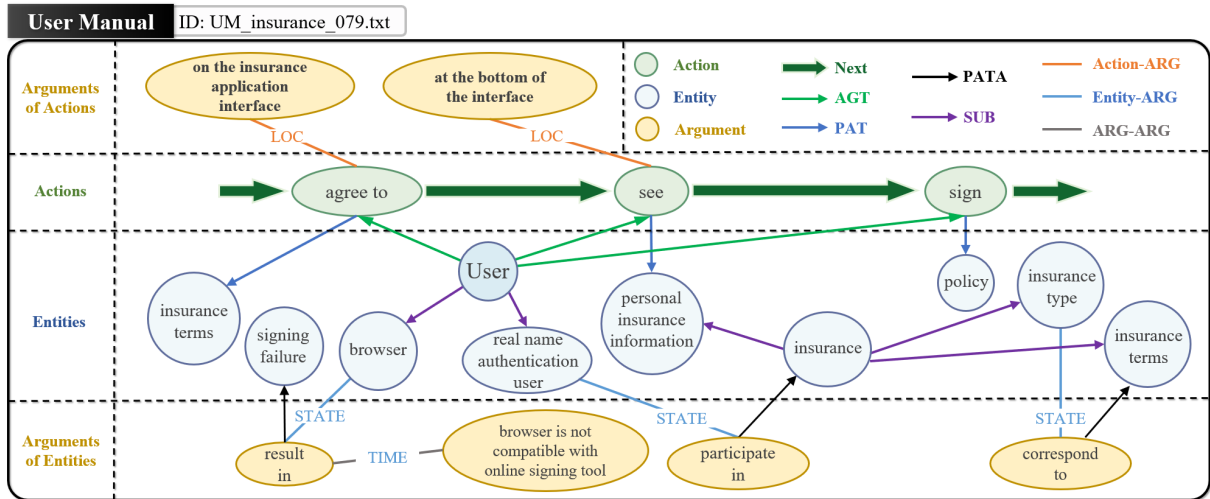 User Manual
ID: UM_insurance_079.txt
Arguments
of Actions
on the insurance
application
interface
at the bottom of
the interface
Action
Entity
Argument
Next
AGT
PAT
PATA
SUB
Action-ARG
Entity-ARG
ARG-ARG
LOC
LOC
Actions
agree to
see
sign
Entities
User
insurance
terms
signing
failure
browser
real name
authentication
user
personal
insurance
information
insurance
policy
insurance
type
insurance
terms
STATE
STATE
STATE
Arguments
of Entities
result
in
TIME
browser is not
compatible with
online signing tool
participate
in
correspond
to